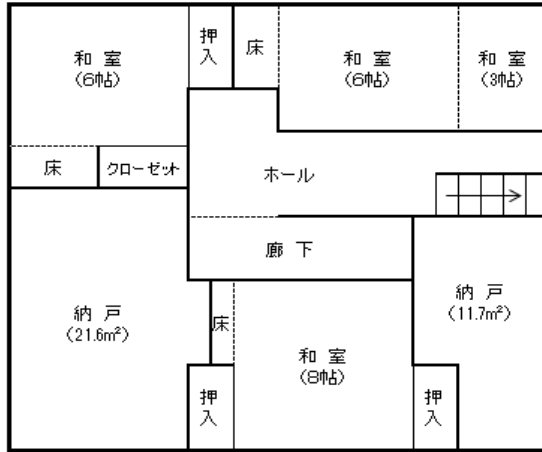 和 室
(6帖)
押
入
床
和 室
(6帖)
和 室
(3帖)
床
クローゼット
ホール
廊 下
納 戸
(21.6m²)
床
和 室
(8帖)
納 戸
(11.7m²)
押
入
押
入